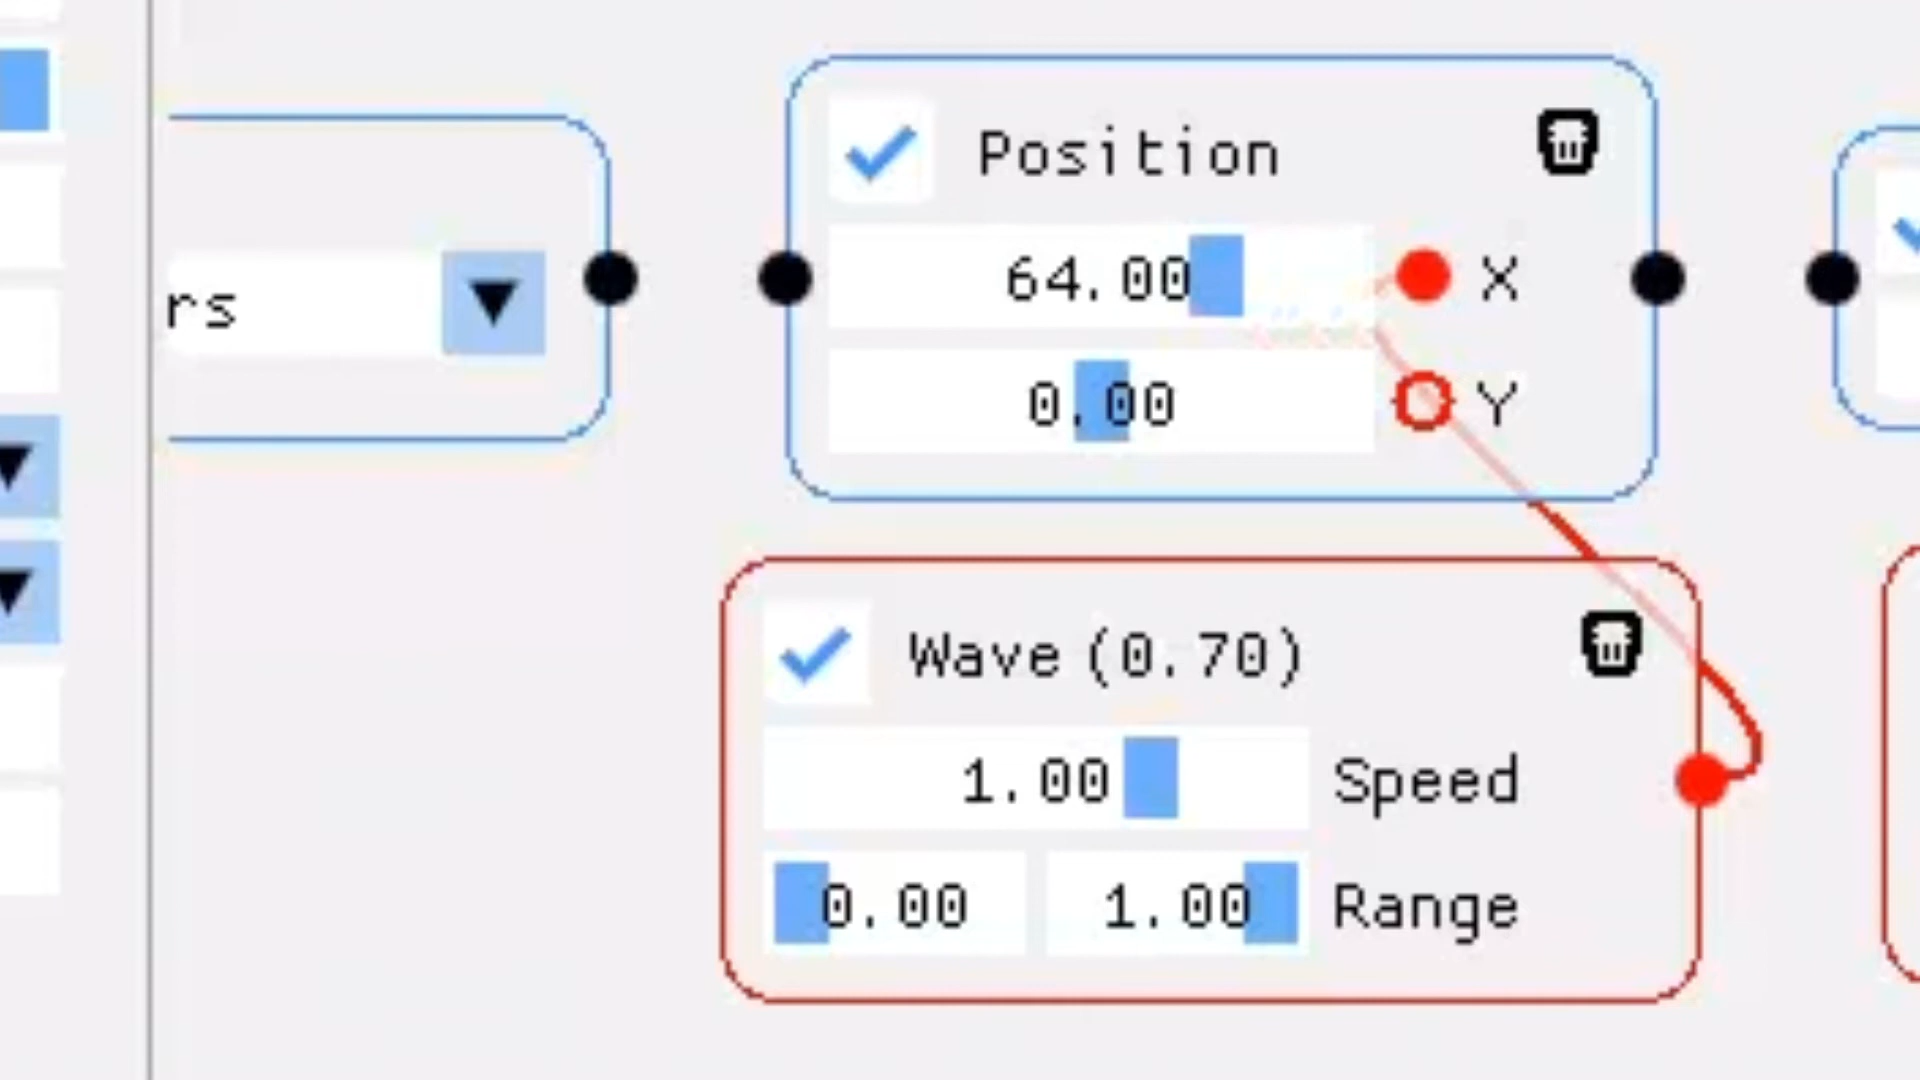 rs
Position
64.00 X
0.00 Y
Wave (0.70)
1.00 Speed
0.00 1.00 Range